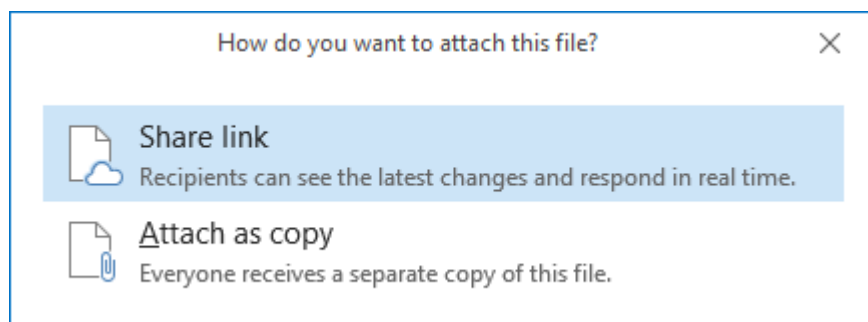 How do you want to attach this file?
Share link
Recipients can see the latest changes and respond in real time.
Attach as copy
Everyone receives a separate copy of this file.